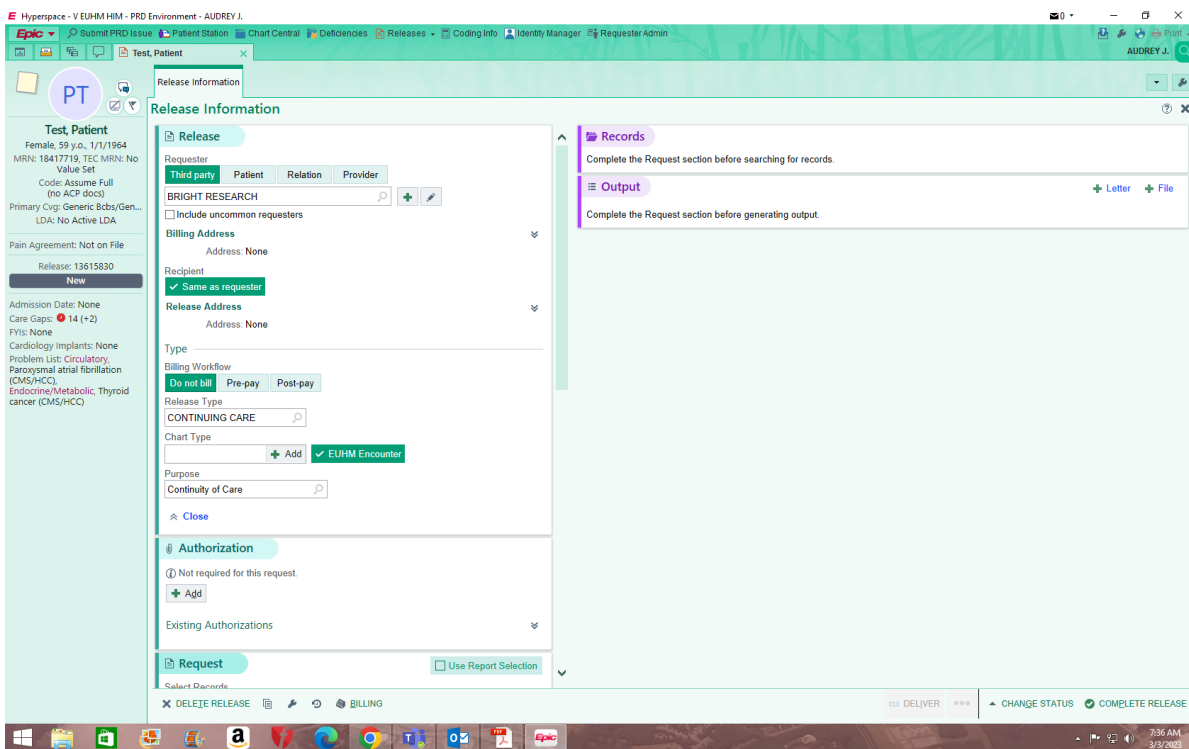 E Hyperspace - V EUHM HIM - PRD Environment - AUDREY J.
0
Epic Submit PRD Issue Patient Station Chart Central Deficiencies Releases Coding Info Identity Manager Requester Admin Print
Test, Patient
AUDREY J.
PT
Test, Patient
Female, 59 y.o., 1/1/1964
MRN: 18417719, TEC MRN: No
Value Set
Code: Assume Full
(no ACP docs)
Primary Cvg: Generic Bcbs/Gen...
LDA: No Active LDA
Pain Agreement: Not on File
Release: 13615830
New
Admission Date: None
Care Gaps: 14 (+2)
FYIs: None
Cardiology Implants: None
Problem List: Circulatory,
Paroxysmal atrial fibrillation
(CMS/HCC),
Endocrine/Metabolic, Thyroid
cancer (CMS/HCC)
Release Information
Release Information
Release
Requester
Third party Patient Relation Provider
BRIGHT RESEARCH
Include uncommon requesters
Billing Address
Address: None
Recipient
Same as requester
Release Address
Address: None
Type
Billing Workflow
Do not bill Pre-pay Post-pay
Release Type
CONTINUING CARE
Chart Type
Add EUHM Encounter
Purpose
Continuity of Care
Close
Authorization
Not required for this request.
Add
Existing Authorizations
Request
Use Report Selection
Select Records
Records
Complete the Request section before searching for records.
Output
Letter File
Complete the Request section before generating output.
DELETE RELEASE BILLING DELIVER CHANGE STATUS COMPLETE RELEASE
a
Epic
7:36 AM
3/3/2023